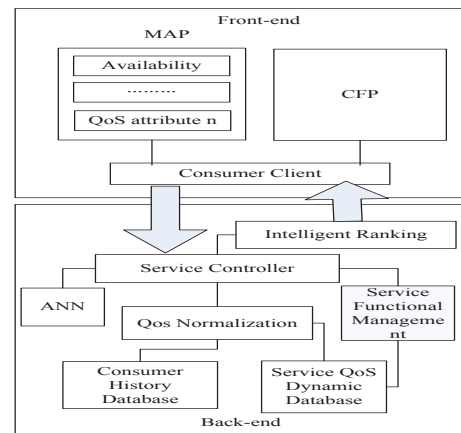 Front-end
MAP
Availability
.........
QoS attribute n
CFP
Consumer Client
Intelligent Ranking
Service Controller
ANN
Qos Normalization
Service
Functional
Manageme
nt
Consumer
History
Database
Service QoS
Dynamic
Database
Back-end